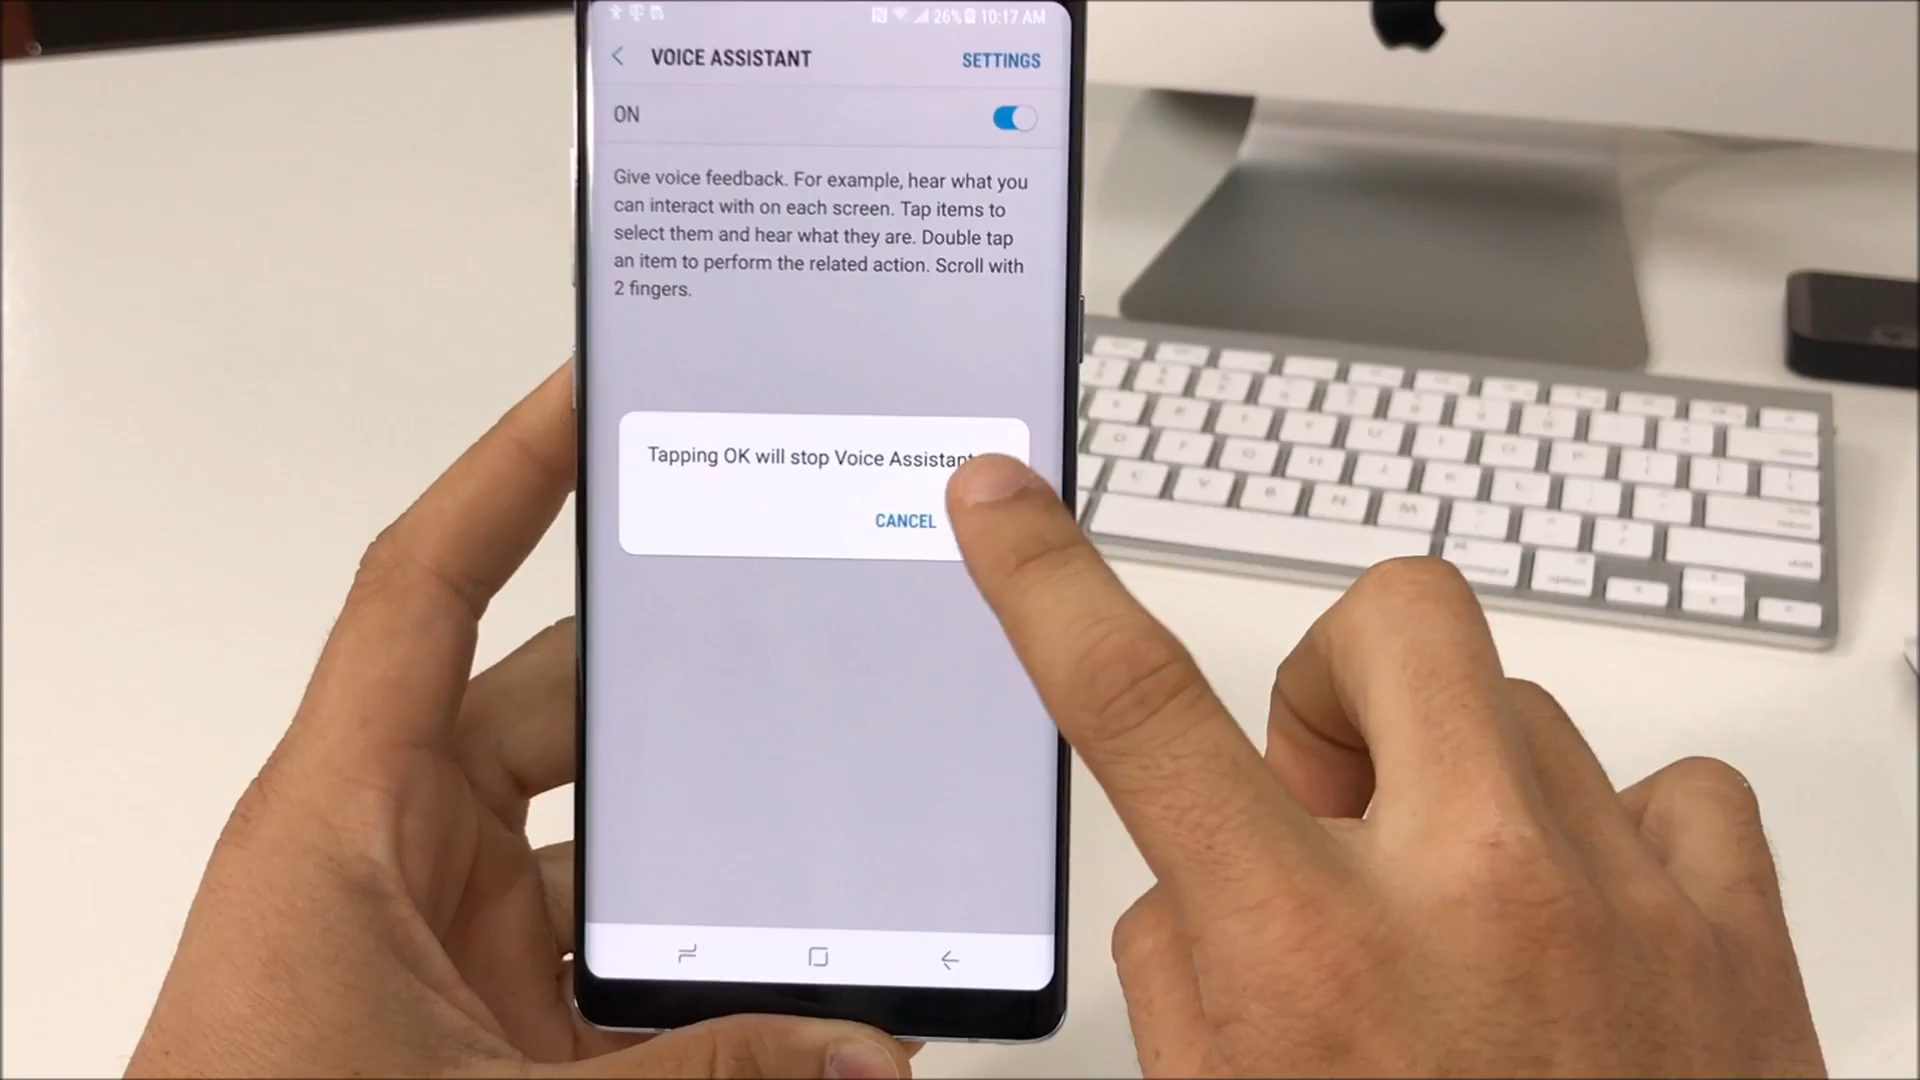 26% 10:17 AM
VOICE ASSISTANT SETTINGS
ON
Give voice feedback. For example, hear what you
can interact with on each screen. Tap items to
select them and hear what they are. Double tap
an item to perform the related action. Scroll with
2 fingers.
Tapping OK will stop Voice Assistant
CANCEL